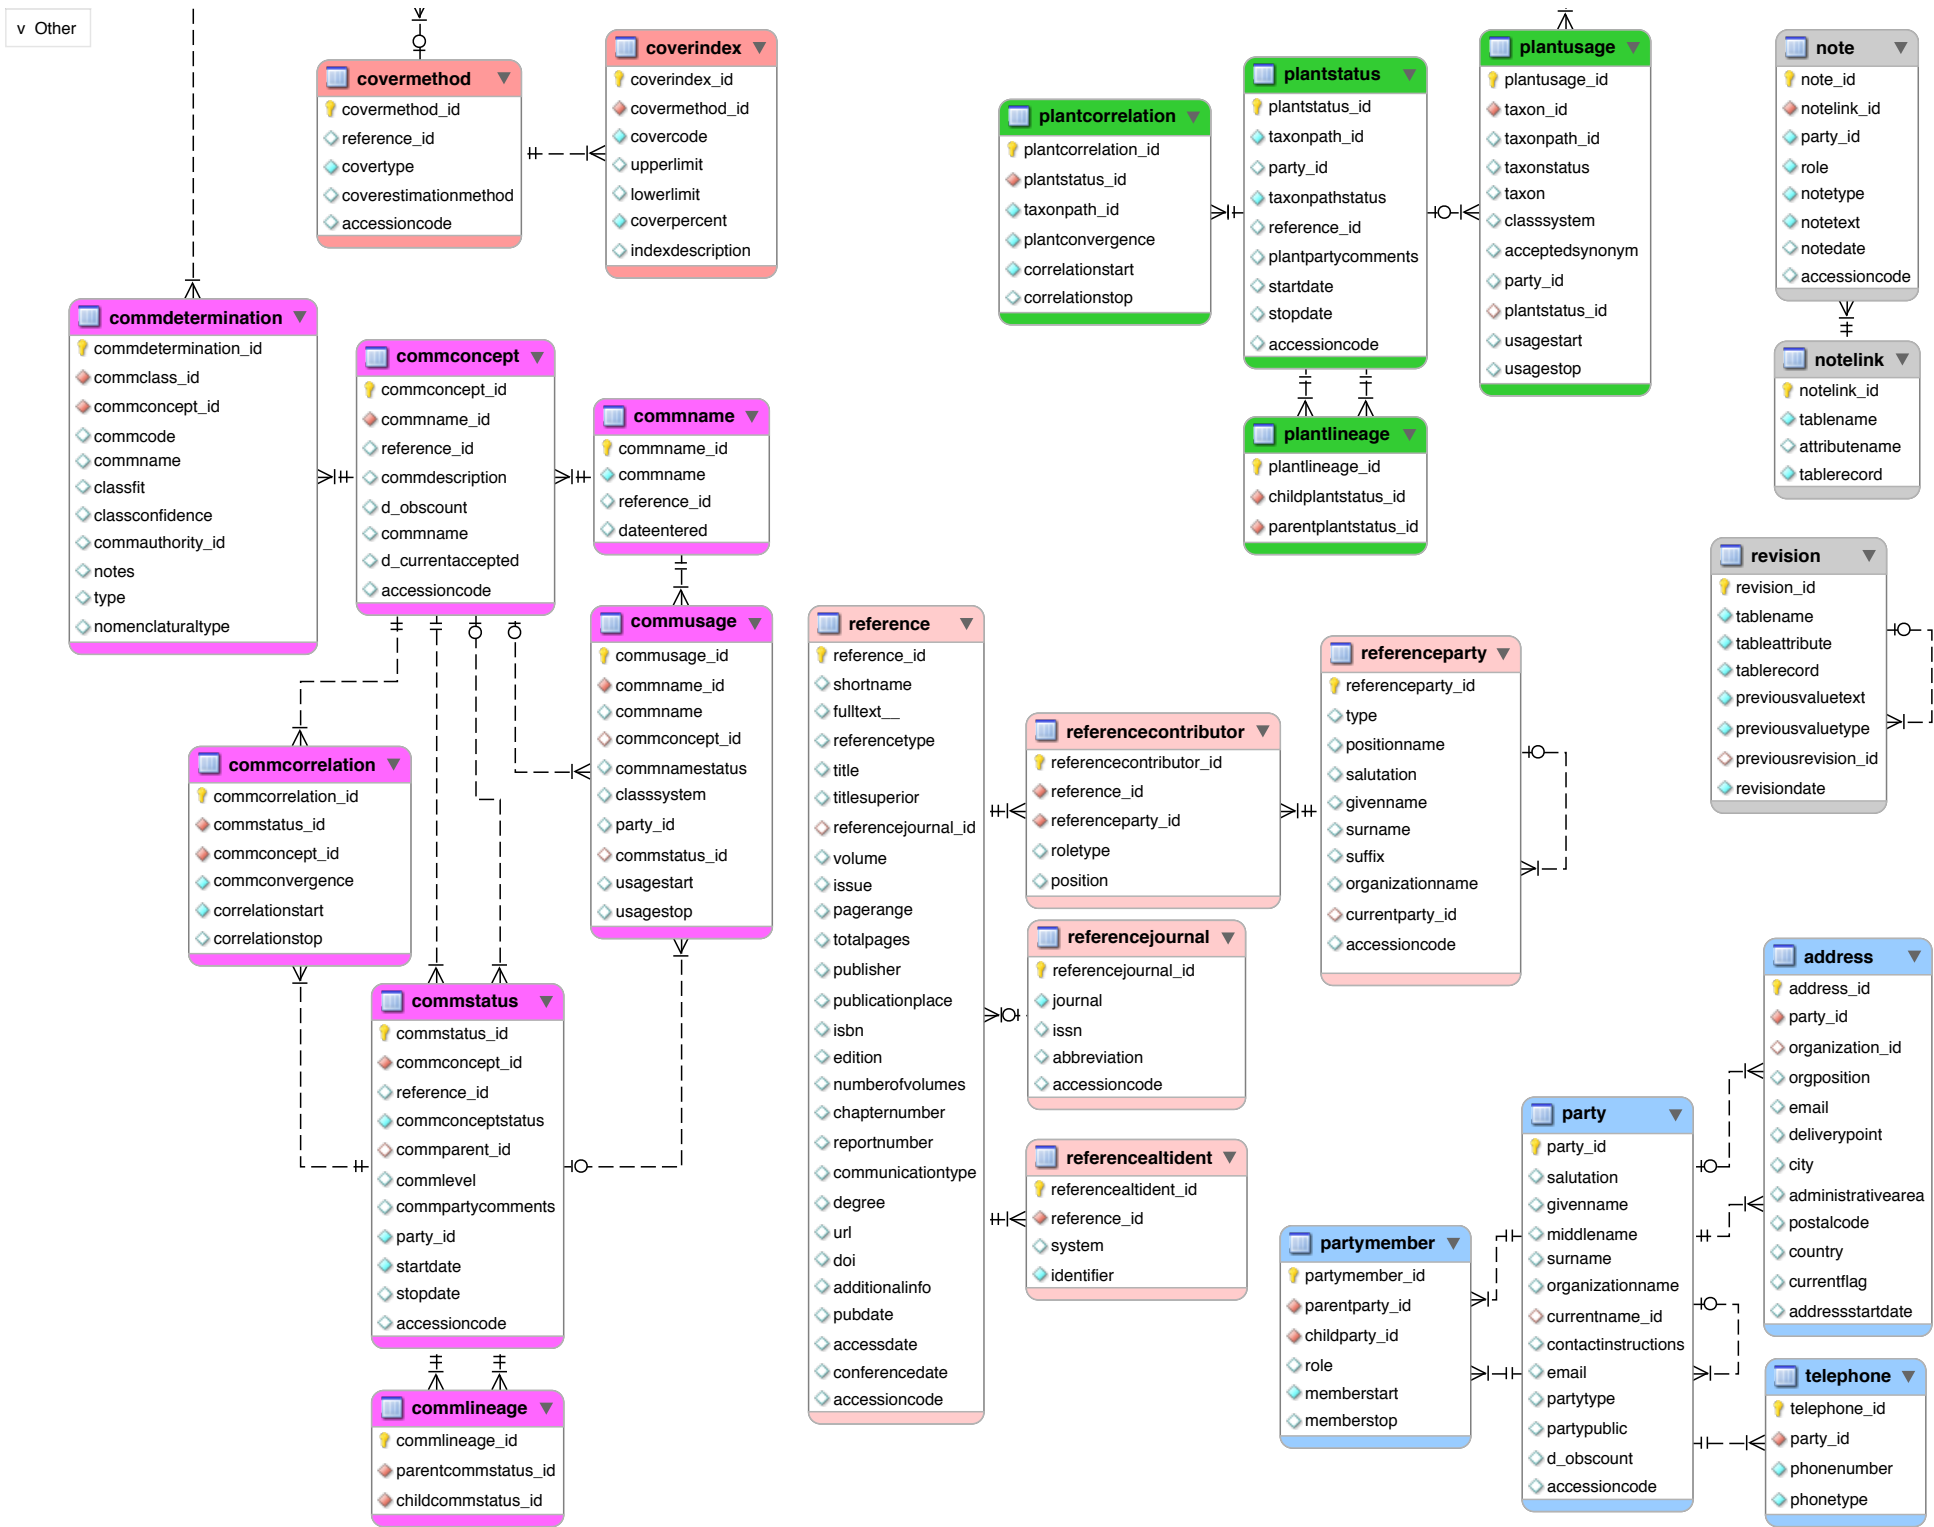 v Other
covermethod
covermethod_id
reference_id
covertype
coverestimationmethod
accessioncode
coverindex
coverindex_id
covermethod_id
covercode
upperlimit
lowerlimit
coverpercent
indexdescription
plantcorrelation
plantcorrelation_id
plantstatus_id
taxonpath_id
plantconvergence
correlationstart
correlationstop
plantstatus
plantstatus_id
taxonpath_id
party_id
taxonpathstatus
reference_id
plantpartycomments
startdate
stopdate
accessioncode
plantusage
plantusage_id
taxon_id
taxonpath_id
taxonstatus
taxon
classsystem
acceptedsynonym
party_id
plantstatus_id
usagestart
usagestop
note
note_id
notelink_id
party_id
role
notetype
notetext
notedate
accessioncode
notelink
notelink_id
tablename
attributename
tablerecord
plantlineage
plantlineage_id
childplantstatus_id
parentplantstatus_id
commdetermination
commdetermination_id
commclass_id
commconcept_id
commcode
commname
classfit
classconfidence
commauthority_id
notes
type
nomenclaturaltype
commconcept
commconcept_id
commname_id
reference_id
commdescription
d_obscount
commname
d_currentaccepted
accessioncode
commname
commname_id
commname
reference_id
dateentered
commusage
commusage_id
commname_id
commname
commconcept_id
commnamestatus
classsystem
party_id
commstatus_id
usagestart
usagestop
commcorrelation
commcorrelation_id
commstatus_id
commconcept_id
commconvergence
correlationstart
correlationstop
commstatus
commstatus_id
commconcept_id
reference_id
commconceptstatus
commparent_id
commlevel
commpartycomments
party_id
startdate
stopdate
accessioncode
commlineage
commlineage_id
parentcommstatus_id
childcommstatus_id
reference
reference_id
shortname
fulltext__
referencetype
title
titlesuperior
referencejournal_id
volume
issue
pagerange
totalpages
publisher
publicationplace
isbn
edition
numberofvolumes
chapternumber
reportnumber
communicationtype
degree
url
doi
additionalinfo
pubdate
accessdate
conferencedate
accessioncode
referencecontributor
referencecontributor_id
reference_id
referenceparty_id
roletype
position
referencejournal
referencejournal_id
journal
issn
abbreviation
accessioncode
referencealtident
referencealtident_id
reference_id
system
identifier
referenceparty
referenceparty_id
type
positionname
salutation
givenname
surname
suffix
organizationname
currentparty_id
accessioncode
revision
revision_id
tablename
tableattribute
tablerecord
previousvaluetext
previousvaluetype
previousrevision_id
revisiondate
partymember
partymember_id
parentparty_id
childparty_id
role
memberstart
memberstop
party
party_id
salutation
givenname
middlename
surname
organizationname
currentname_id
contactinstructions
email
partytype
partypublic
d_obscount
accessioncode
address
address_id
party_id
organization_id
orgposition
email
deliverypoint
city
administrativearea
postalcode
country
currentflag
addressstartdate
telephone
telephone_id
party_id
phonenumber
phonetype